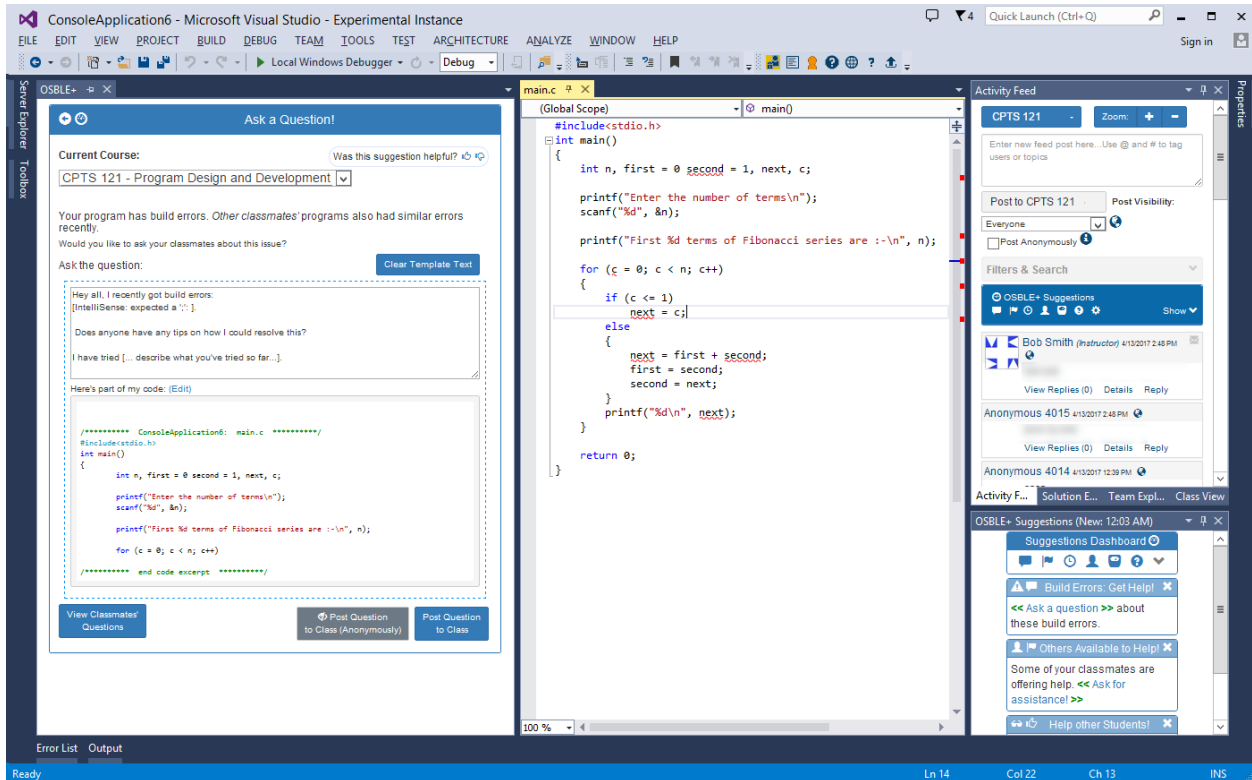 ConsoleApplication6 - Microsoft Visual Studio - Experimental Instance
4
Quick Launch (Ctrl+Q)
FILE EDIT VIEW PROJECT BUILD DEBUG TEAM TOOLS TEST ARCHITECTURE ANALYZE WINDOW HELP
Sign in
Local Windows Debugger
Debug
Server Explorer
Toolbox
OSBLE+
Ask a Question!
Current Course:
Was this suggestion helpful?
CPTS 121 - Program Design and Development
Your program has build errors. Other classmates' programs also had similar errors
recently.
Would you like to ask your classmates about this issue?
Ask the question:
Clear Template Text
Hey all, I recently got build errors:
[IntelliSense: expected a ';': ].
Does anyone have any tips on how I could resolve this?
I have tried [... describe what you've tried so far...].
Here's part of my code: (Edit)
/********** ConsoleApplication6: main.c **********/
#include<stdio.h>
int main()
{
int n, first = 0 second = 1, next, c;
printf("Enter the number of terms\n");
scanf("%d", &n);
printf("First %d terms of Fibonacci series are :-\n", n);
for (c = 0; c < n; c++)
/********** end code excerpt **********/
View Classmates'
Questions
Post Question
to Class (Anonymously)
Post Question
to Class
main.c
(Global Scope)
main()
#include<stdio.h>
int main()
{
int n, first = 0 second = 1, next, c;
printf("Enter the number of terms\n");
scanf("%d", &n);
printf("First %d terms of Fibonacci series are :-\n", n);
for (c = 0; c < n; c++)
{
if (c <= 1)
next = c;
else
{
next = first + second;
first = second;
second = next;
}
printf("%d\n", next);
}
return 0;
}
100 %
Activity Feed
CPTS 121
Zoom: + -
Enter new feed post here...Use @ and # to tag
users or topics
Post to CPTS 121
Post Visibility:
Everyone
Post Anonymously
Filters & Search
OSBLE+ Suggestions
Show
Bob Smith (Instructor) 4/13/2017 2:48 PM
View Replies (0) Details Reply
Anonymous 4015 4/13/2017 2:48 PM
View Replies (0) Details Reply
Anonymous 4014 4/13/2017 12:39 PM
Activity F... Solution E... Team Expl... Class View
OSBLE+ Suggestions (New: 12:03 AM)
Suggestions Dashboard
Build Errors: Get Help!
<< Ask a question >> about
these build errors.
Others Available to Help!
Some of your classmates are
offering help. << Ask for
assistance! >>
Help other Students!
Properties
Error List Output
Ready
Ln 14 Col 22 Ch 13 INS